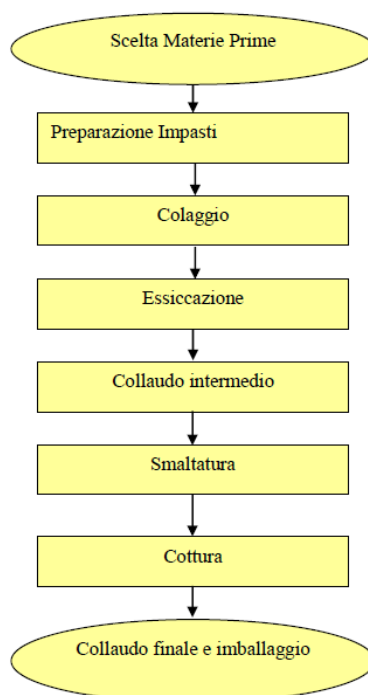 Scelta Materie Prime
Preparazione Impasti
Colaggio
Essiccazione
Collaudo intermedio
Smaltatura
Cottura
Collaudo finale e imballaggio